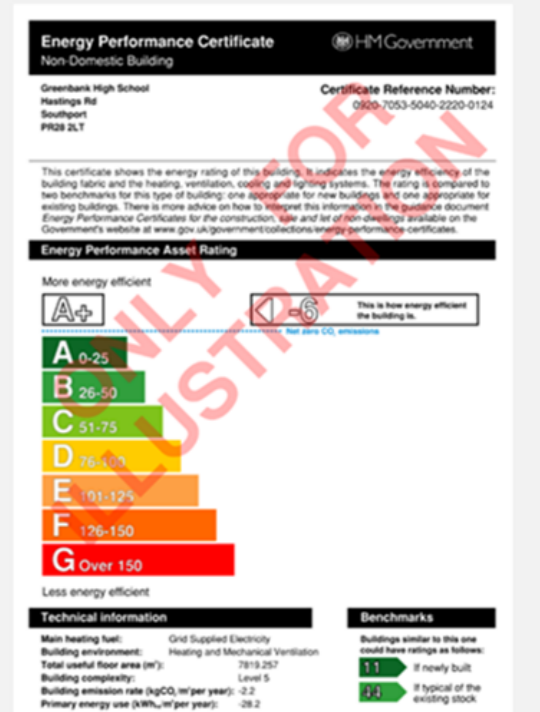 Energy Performance Certificate
HM Government
Non-Domestic Building
Greenbank High School
Hastings Rd
Southport
PR28 2LT
Certificate Reference Number:
0920-7053-5040-2220-0124
This certificate shows the energy rating of this building. It indicates the energy efficiency of the
building fabric and the heating, ventilation, cooling and lighting systems. The rating is compared to
two benchmarks for this type of building: one appropriate for new buildings and one appropriate for
existing buildings. There is more advice on how to interpret this information in the guidance document
Energy Performance Certificates for the construction, sale and let of non-dwellings available on the
Government's website at www.gov.uk/government/collections/energy-performance-certificates.
Energy Performance Asset Rating
More energy efficient
A+
-6
This is how energy efficient
the building is.
Net zero CO₂ emissions
A 0-25
B 26-50
C 51-75
D 76-100
E 101-125
F 126-150
G Over 150
Less energy efficient
ONLY FOR
ILLUSTRATION
Technical information
Main heating fuel: Grid Supplied Electricity
Building environment: Heating and Mechanical Ventilation
Total useful floor area (m²): 7819.257
Building complexity: Level 5
Building emission rate (kgCO₂/m²per year): -2.2
Primary energy use (kWh/m²per year): -28.2
Benchmarks
Buildings similar to this one
could have ratings as follows:
11 If newly built
44 If typical of the
existing stock